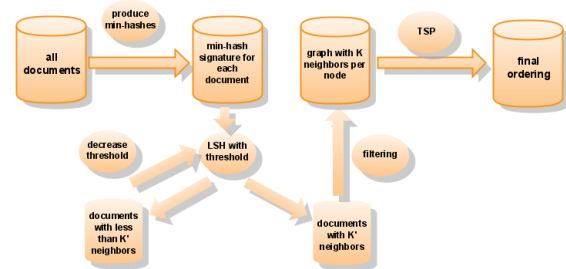 produce
min-hashes
all
documents
min-hash
signature for
each
document
graph with K
neighbors per
node
TSP
final
ordering
decrease
threshold
LSH with
threshold
filtering
documents
with less
than K'
neighbors
documents
with K'
neighbors